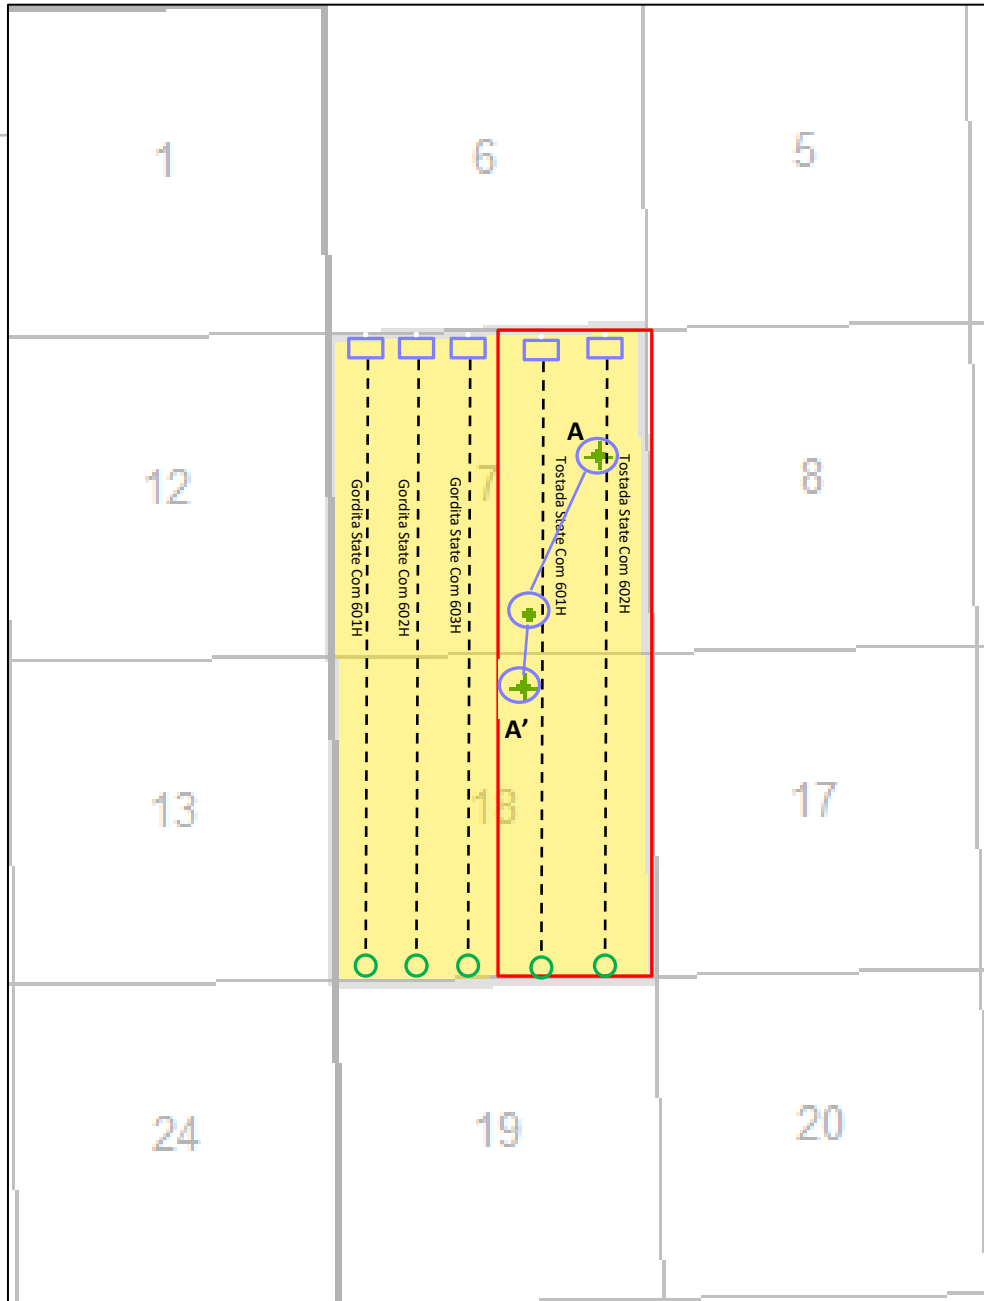 1
6
5
12
7
8
A
Gordita State Com 601H
Gordita State Com 602H
Gordita State Com 603H
Tostada State Com 601H
Tostada State Com 602H
A’
13
18
17
24
19
20